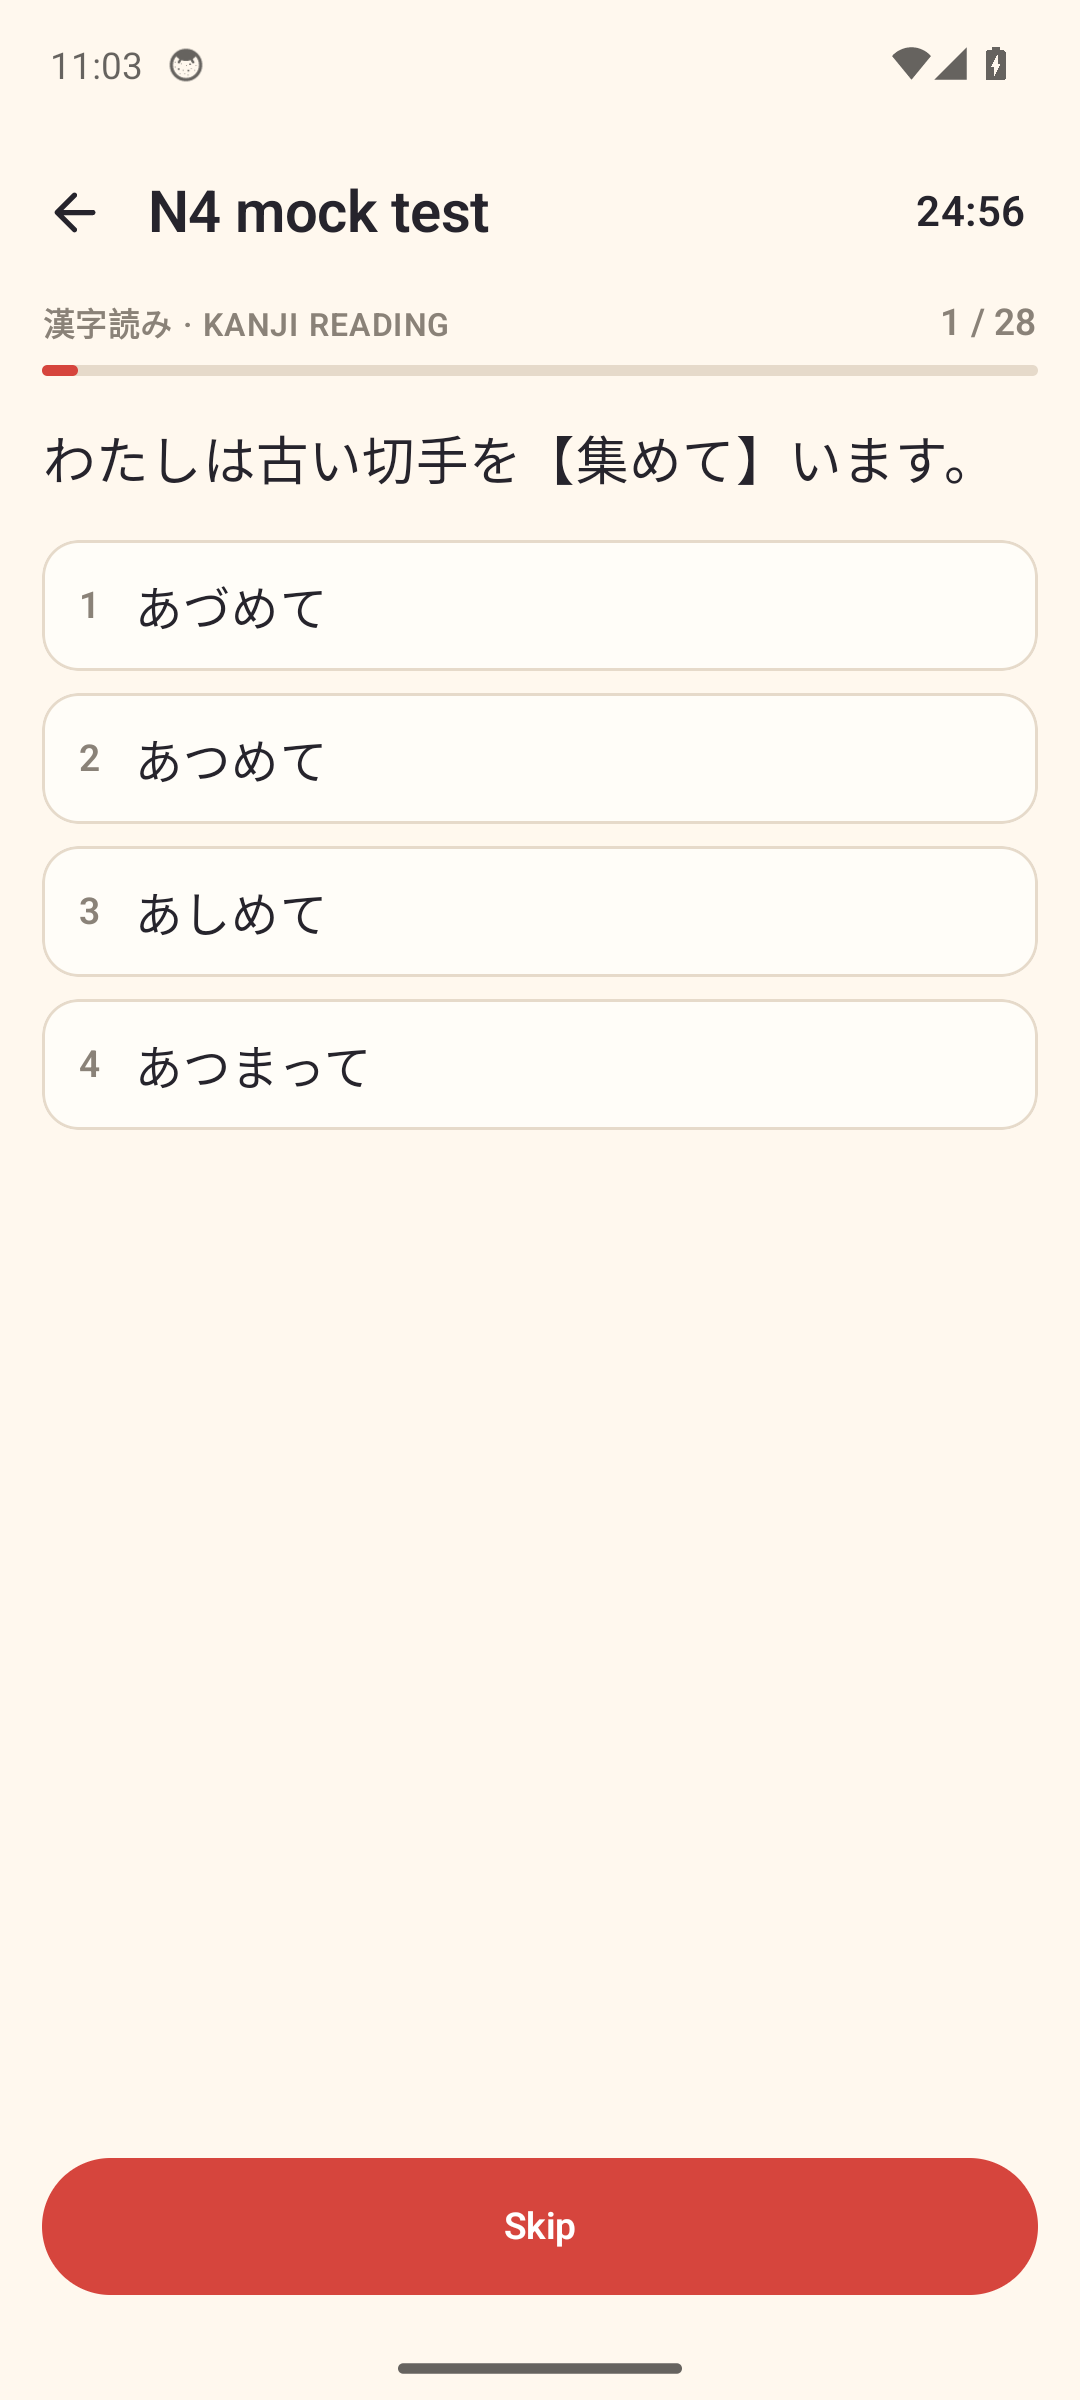 11:03
N4 mock test
24:56
漢字読み · KANJI READING
1 / 28
わたしは古い切手を【集めて】います。
1 あづめて
2 あつめて
3 あしめて
4 あつまって
Skip